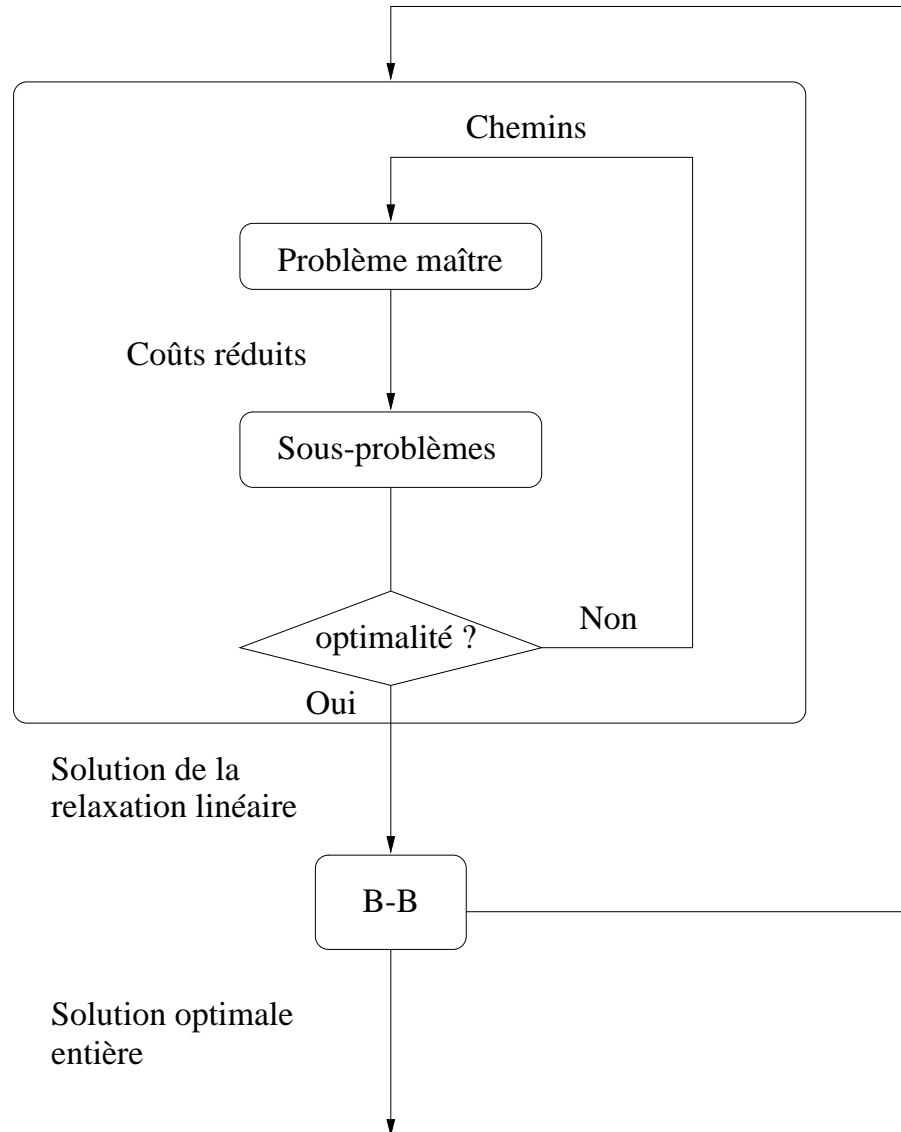 Chemins
Problème maître
Coûts réduits
Sous-problèmes
optimalité ?
Non
Oui
Solution de la
relaxation linéaire
B-B
Solution optimale
entière